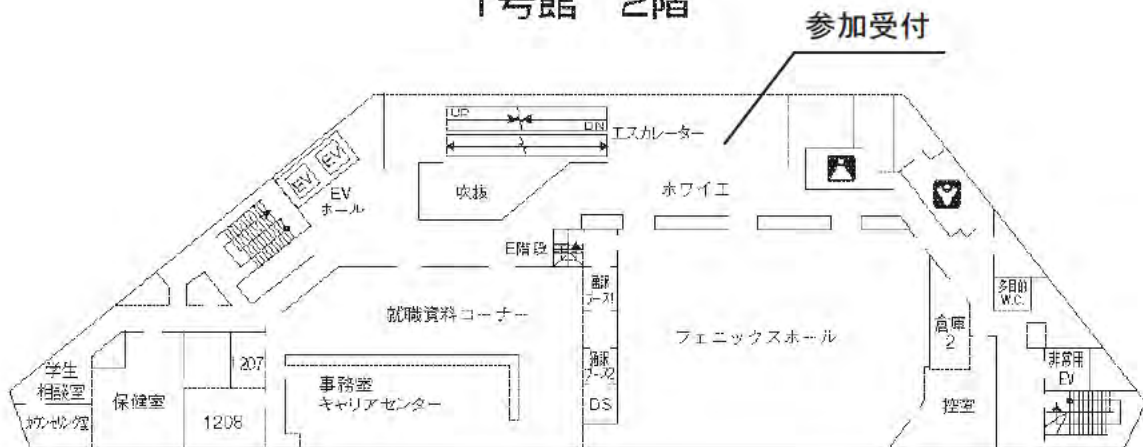 1号館 2階
参加受付
UP
DN
エスカレーター
EV
EV
EV
ホール
吹抜
ホワイエ
E階段
通訳
ブース1
多目的
W.C.
就職資料コーナー
フェニックスホール
倉庫
2
学生
相談室
1207
通訳
ブース2
非常用
EV
カウンセリング室
保健室
1208
事務室
キャリアセンター
DS
控室